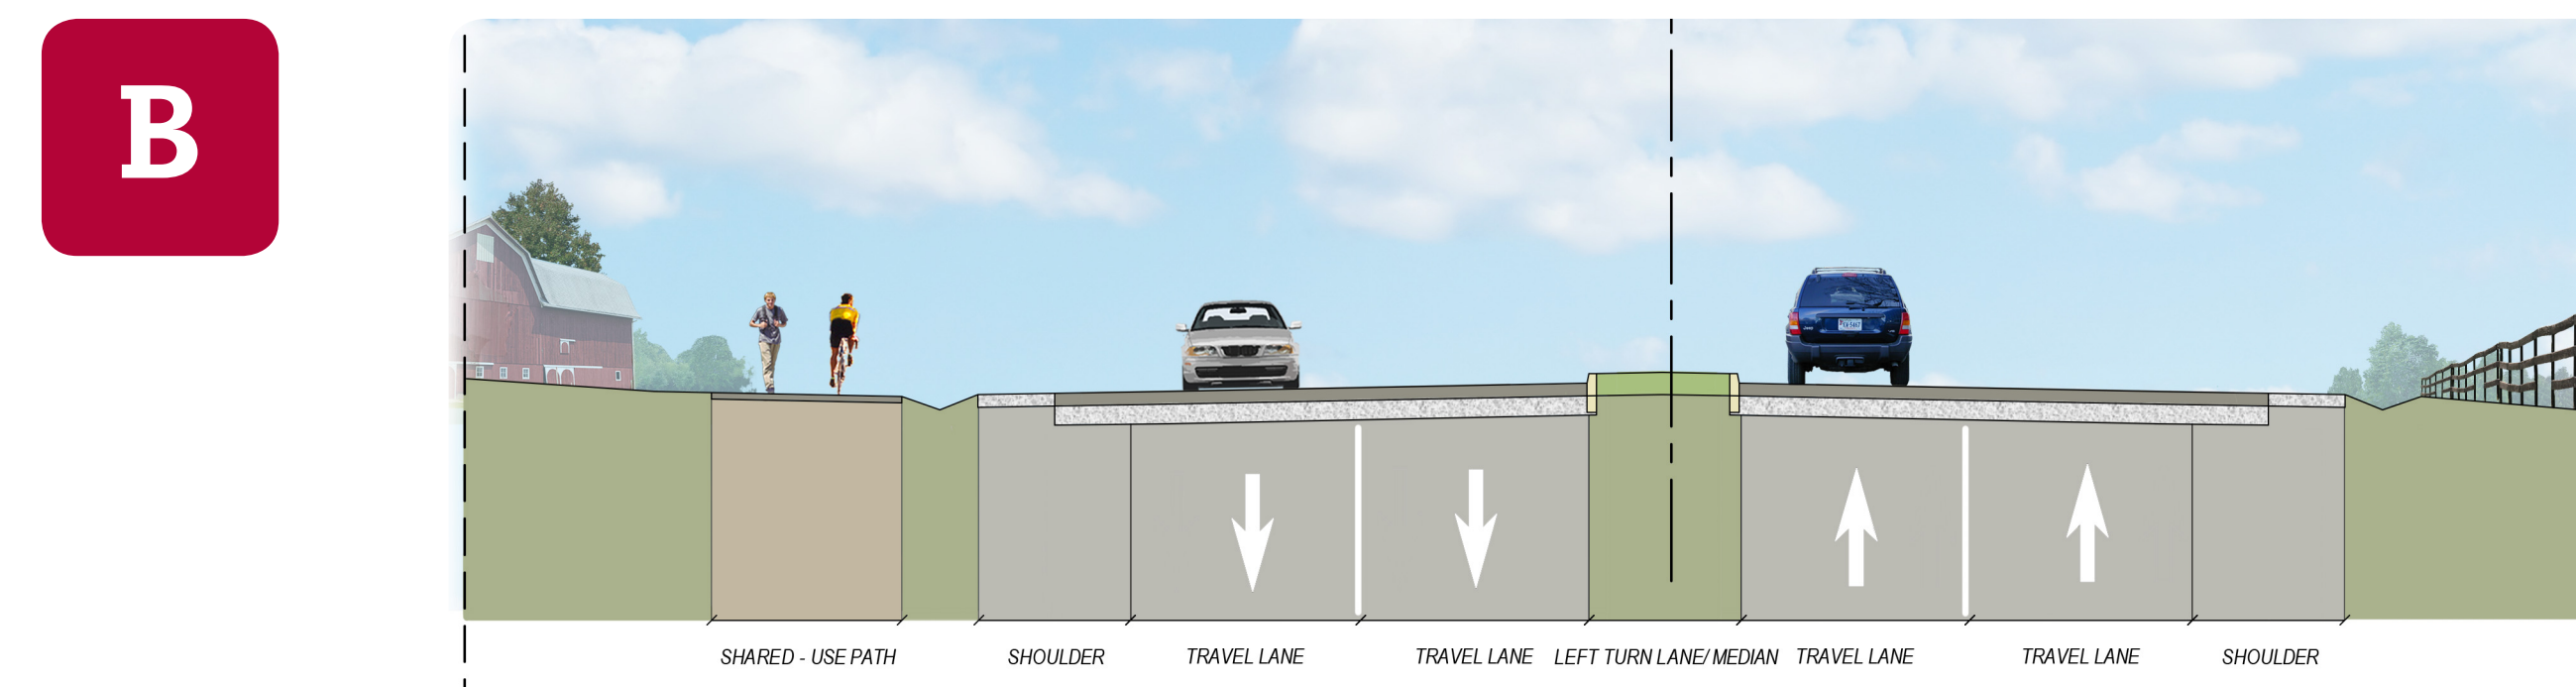 B
SHARED - USE PATH
SHOULDER
TRAVEL LANE
TRAVEL LANE
LEFT TURN LANE/ MEDIAN
TRAVEL LANE
TRAVEL LANE
SHOULDER